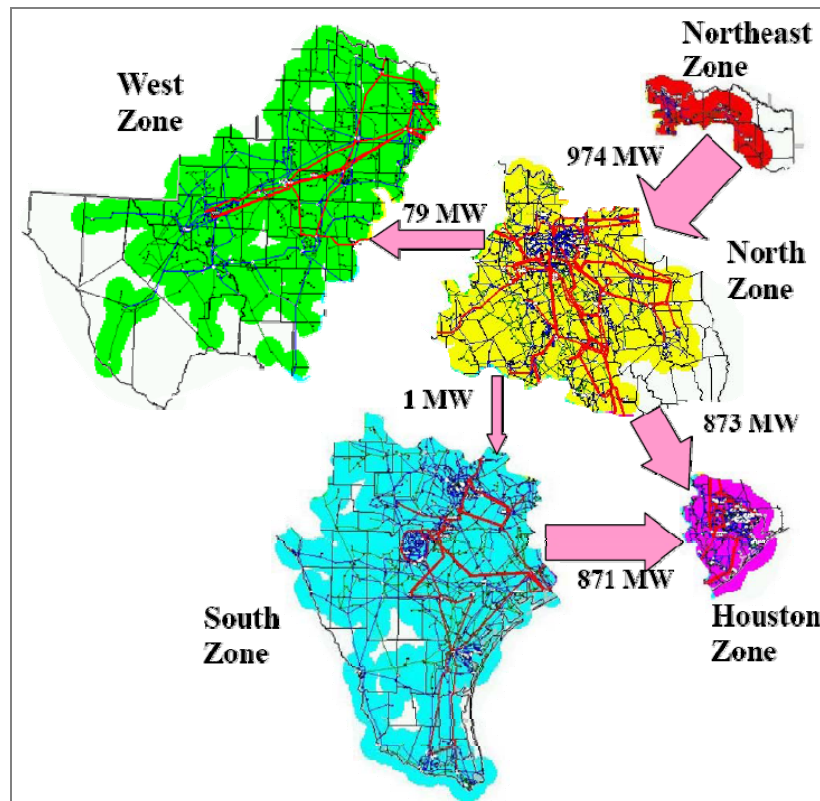 Northeast
Zone
West
Zone
974 MW
79 MW
North
Zone
1 MW
873 MW
871 MW
South
Zone
Houston
Zone